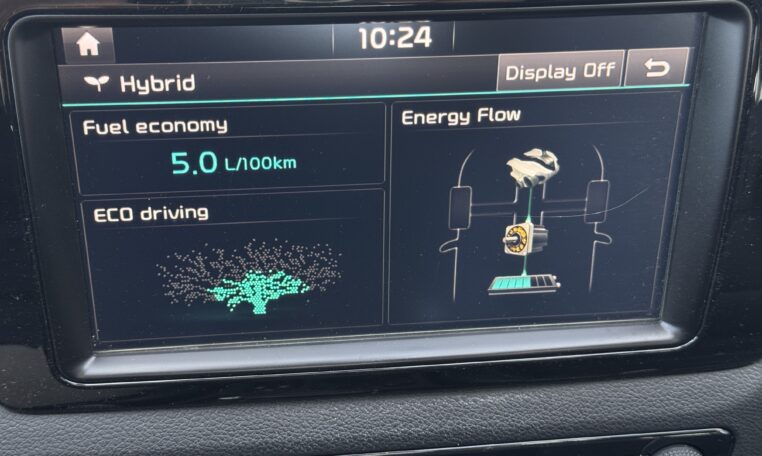 10:24
Hybrid
Display Off
Fuel economy
5.0 L/100km
ECO driving
Energy Flow